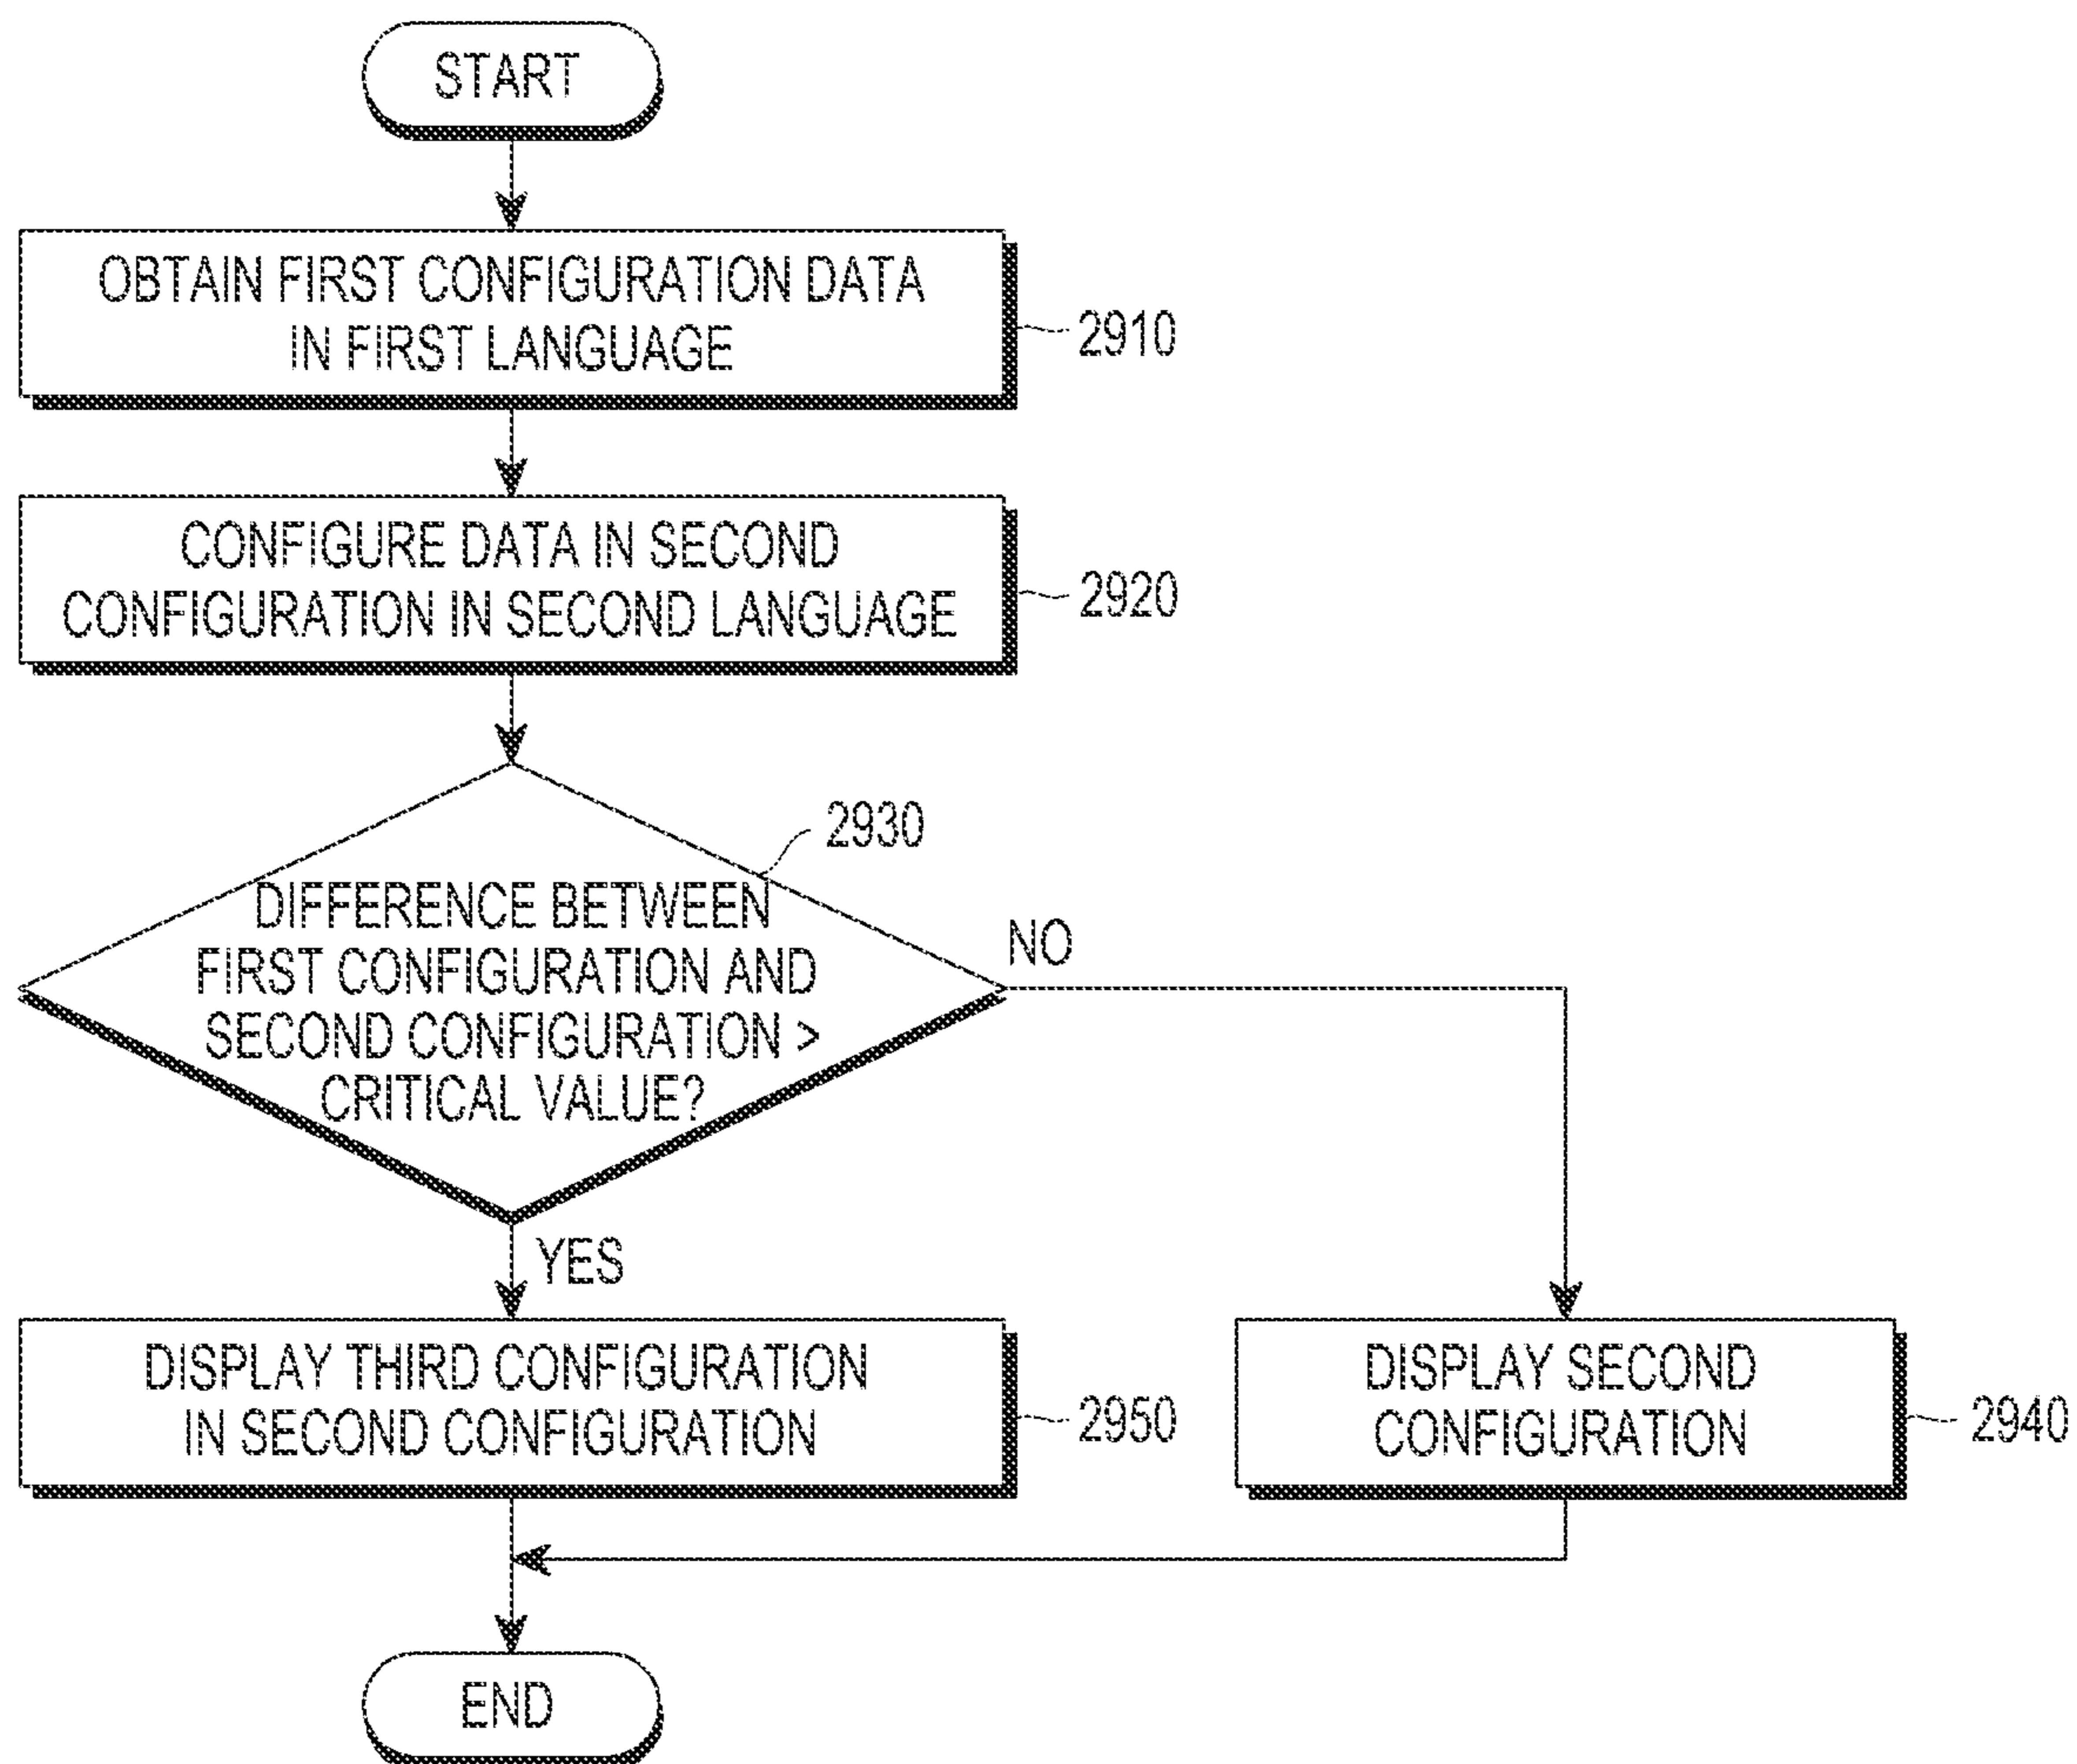 START
OBTAIN FIRST CONFIGURATION DATA
IN FIRST LANGUAGE
2910
CONFIGURE DATA IN SECOND
CONFIGURATION IN SECOND LANGUAGE
2920
2930
DIFFERENCE BETWEEN
FIRST CONFIGURATION AND
SECOND CONFIGURATION >
CRITICAL VALUE?
NO
YES
DISPLAY THIRD CONFIGURATION
IN SECOND CONFIGURATION
2950
DISPLAY SECOND
CONFIGURATION
2940
END